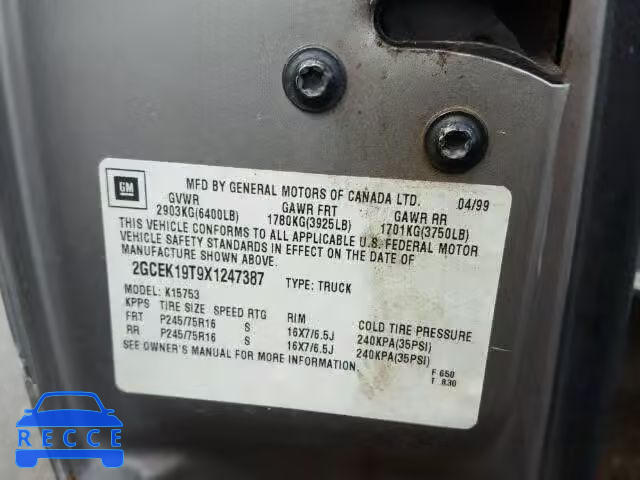 GM
MFD BY GENERAL MOTORS OF CANADA LTD. 04/99
GVWR GAWR FRT GAWR RR
2903KG(6400LB) 1780KG(3925LB) 1701KG(3750LB)
THIS VEHICLE CONFORMS TO ALL APPLICABLE U.S. FEDERAL MOTOR
VEHICLE SAFETY STANDARDS IN EFFECT ON THE DATE OF
MANUFACTURE SHOWN ABOVE.
2GCEK19T9X1247387 TYPE: TRUCK
MODEL: K15753
KPPS TIRE SIZE SPEED RTG RIM COLD TIRE PRESSURE
FRT P245/75R16 S 16X7/6.5J 240KPA(35PSI)
RR P245/75R16 S 16X7/6.5J 240KPA(35PSI)
SEE OWNER'S MANUAL FOR MORE INFORMATION.
F 650
T 830
RECCE